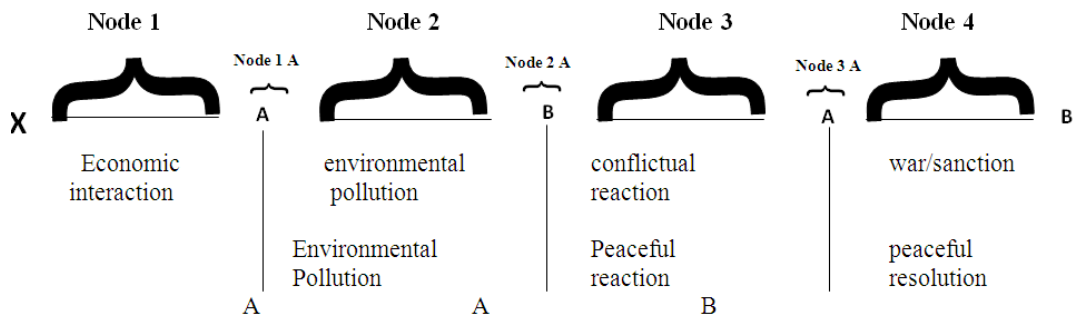 Node 1 Node 2 Node 3 Node 4
Node 1 A Node 2 A Node 3 A
X A B A B
Economic environmental conflictual war/sanction
interaction pollution reaction
Environmental Peaceful peaceful
Pollution reaction resolution
A A B